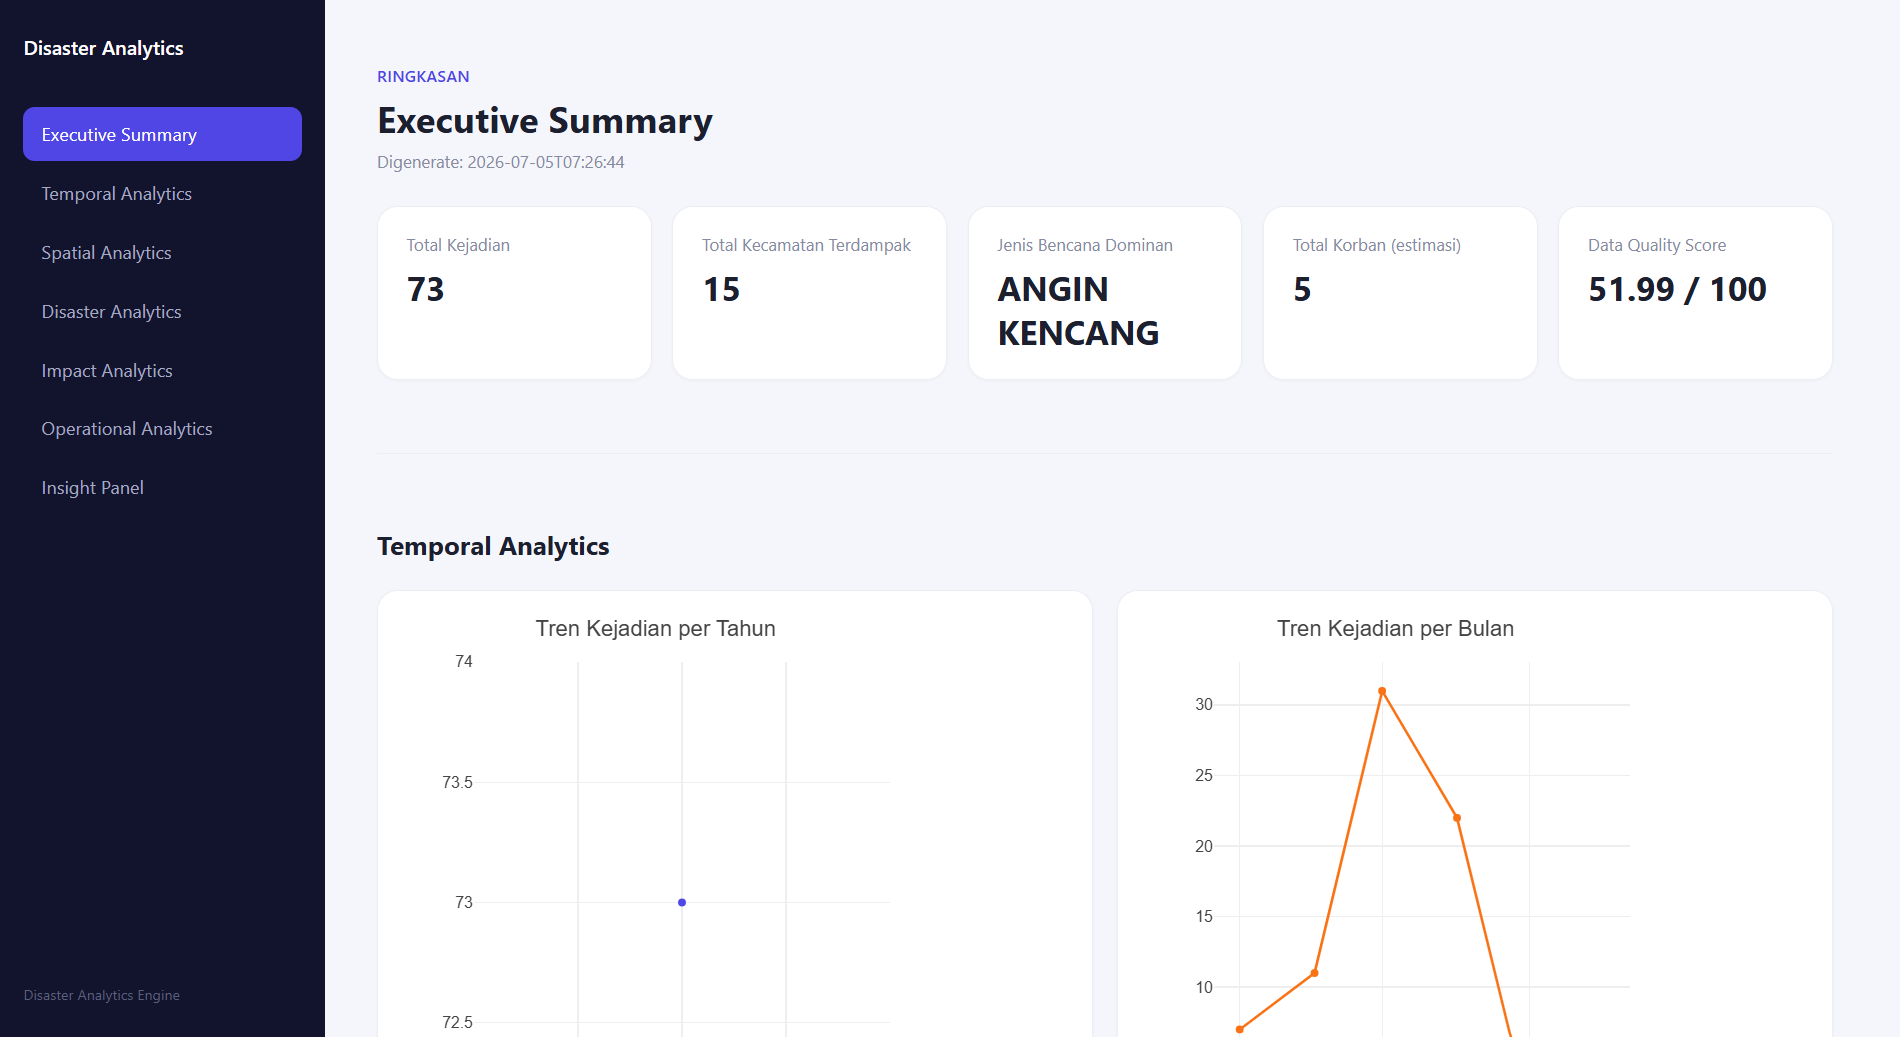 Disaster Analytics
Executive Summary
Temporal Analytics
Spatial Analytics
Disaster Analytics
Impact Analytics
Operational Analytics
Insight Panel
Disaster Analytics Engine
RINGKASAN
Executive Summary
Digenerate: 2026-07-05T07:26:44
Total Kejadian
73
Total Kecamatan Terdampak
15
Jenis Bencana Dominan
ANGIN
KENCANG
Total Korban (estimasi)
5
Data Quality Score
51.99 / 100
Temporal Analytics
Tren Kejadian per Tahun
74
73.5
73
72.5
Tren Kejadian per Bulan
30
25
20
15
10